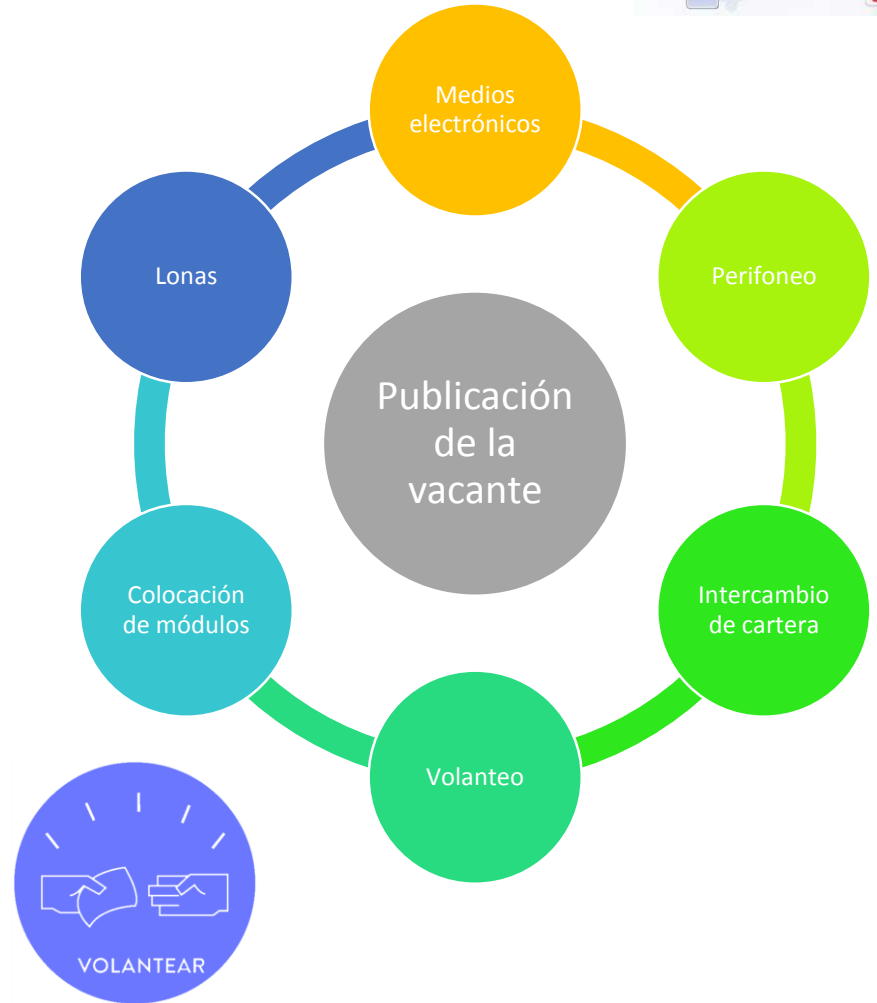 Medios
electrónicos
Lonas
Perifoneo
Publicación
de la
vacante
Colocación
de módulos
Intercambio
de cartera
Volanteo
VOLANTEAR